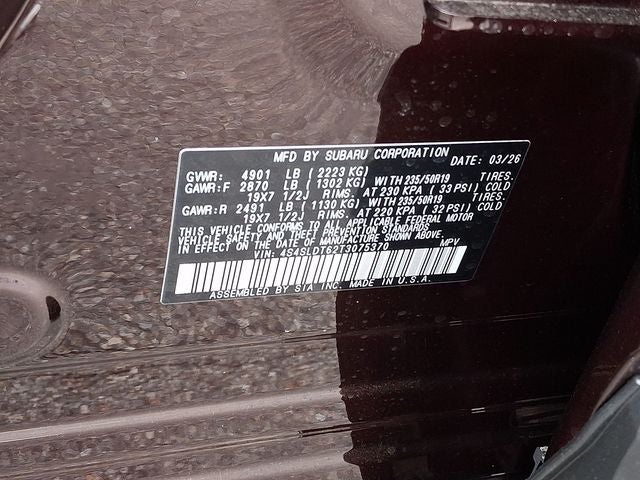 MFD BY SUBARU CORPORATION DATE: 03/26
GVWR: 4901 LB (2223 KG) TIRES.
GAWR:F 2870 LB (1302 KG) WITH 235/50R19
19X7 1/2J RIMS. AT 230 KPA (33 PSI) COLD
GAWR:R 2491 LB (1130 KG) WITH 235/50R19 TIRES.
19X7 1/2J RIMS. AT 220 KPA (32 PSI) COLD
THIS VEHICLE CONFORMS TO ALL APPLICABLE FEDERAL MOTOR
VEHICLE SAFETY AND THEFT PREVENTION STANDARDS
IN EFFECT ON THE DATE OF MANUFACTURE SHOWN ABOVE.
VIN: 4S4SLDT62T3075370 MPV
ASSEMBLED BY SIA INC. MADE IN U.S.A.